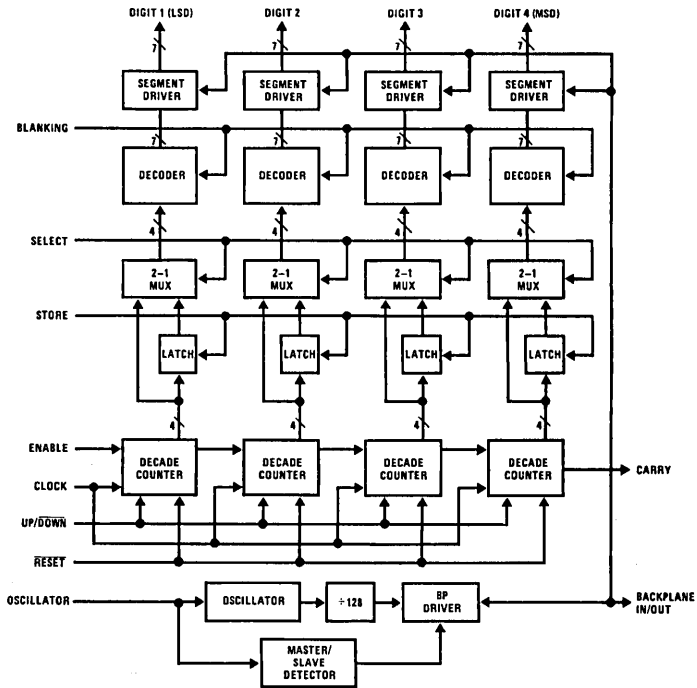 DIGIT 1 (LSD) DIGIT 2 DIGIT 3 DIGIT 4 (MSD)
7 7 7 7
SEGMENT DRIVER SEGMENT DRIVER SEGMENT DRIVER SEGMENT DRIVER
BLANKING
7 7 7 7
DECODER DECODER DECODER DECODER
4 4 4 4
SELECT
2-1 MUX 2-1 MUX 2-1 MUX 2-1 MUX
STORE
LATCH LATCH LATCH LATCH
4 4 4 4
ENABLE
DECADE COUNTER DECADE COUNTER DECADE COUNTER DECADE COUNTER
CARRY
CLOCK
UP/DOWN
RESET
OSCILLATOR OSCILLATOR ÷128 BP DRIVER BACKPLANE IN/OUT
MASTER/
SLAVE
DETECTOR